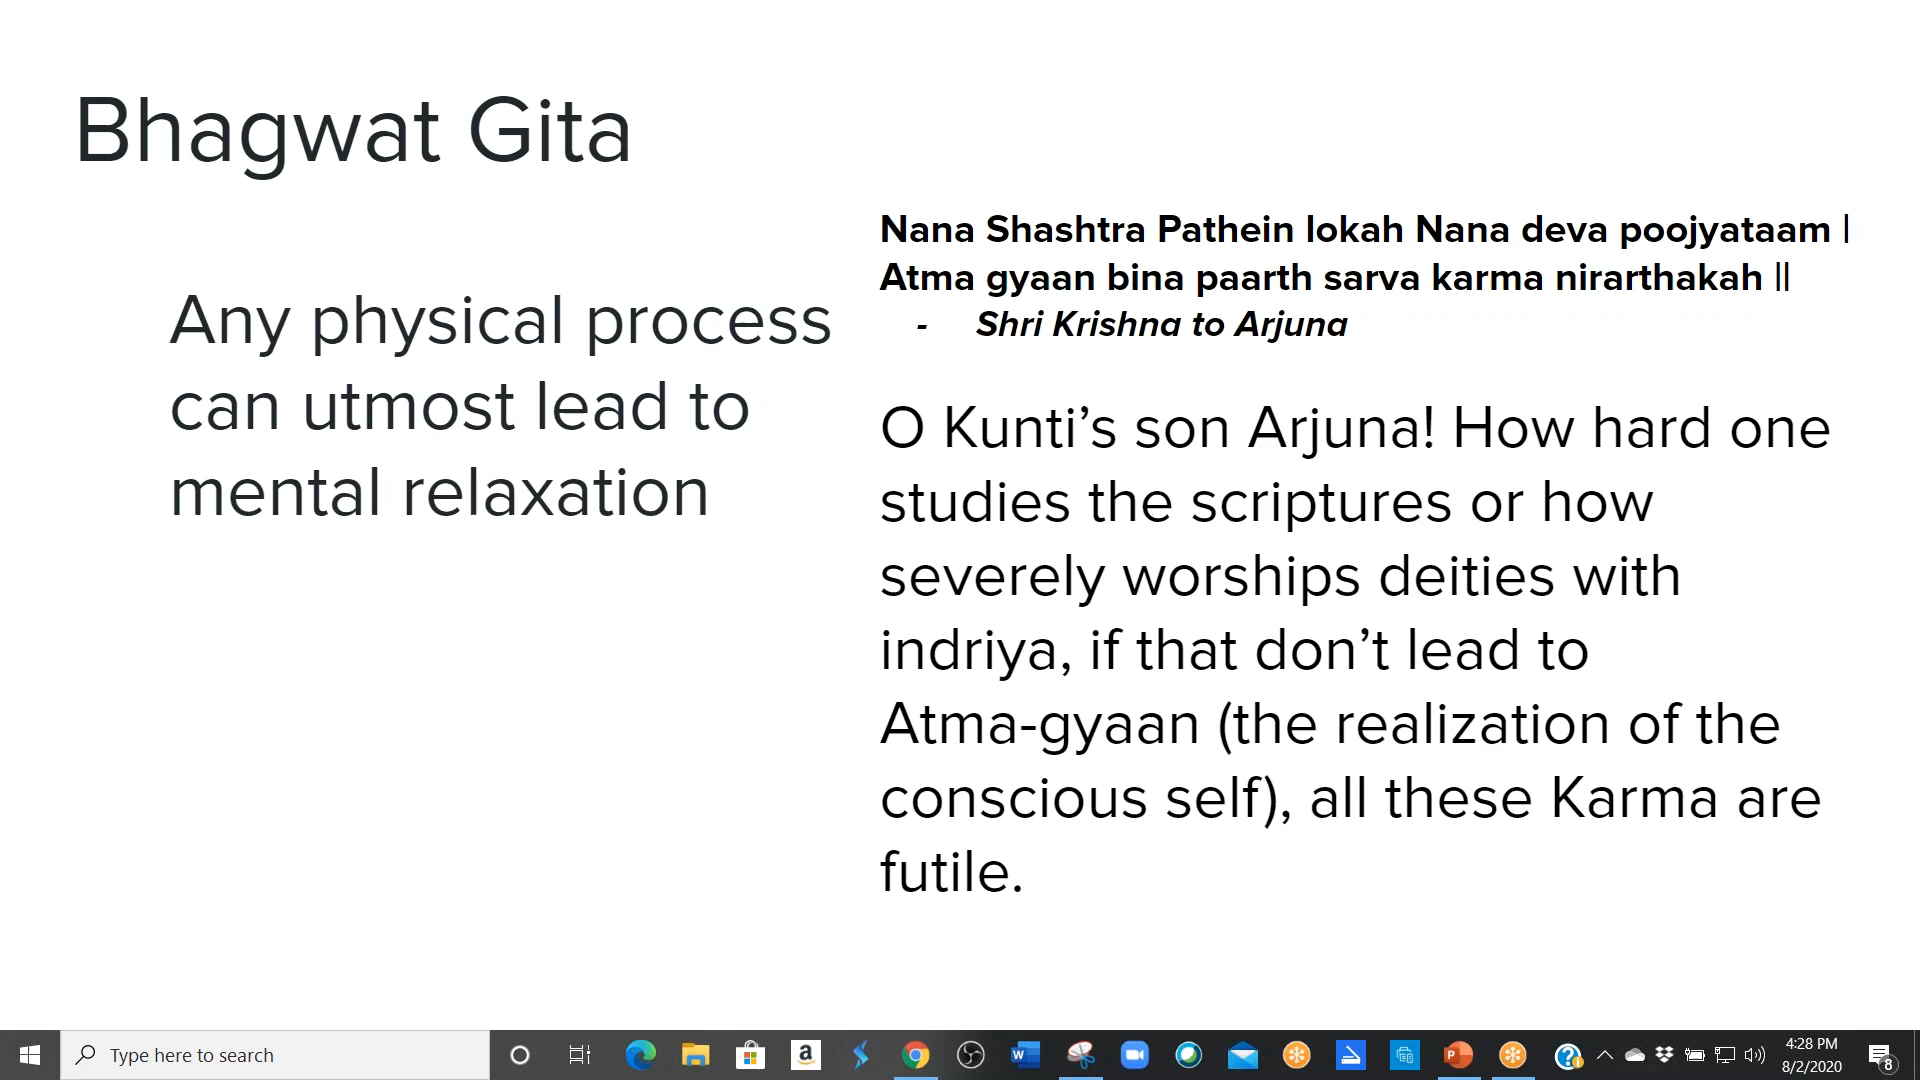 Bhagwat Gita
Any physical process
can utmost lead to
mental relaxation
Nana Shashtra Pathein lokah Nana deva poojyataam |
Atma gyaan bina paarth sarva karma nirarthakah ||
- Shri Krishna to Arjuna
O Kunti’s son Arjuna! How hard one
studies the scriptures or how
severely worships deities with
indriya, if that don’t lead to
Atma-gyaan (the realization of the
conscious self), all these Karma are
futile.
Type here to search
4:28 PM
8/2/2020
8